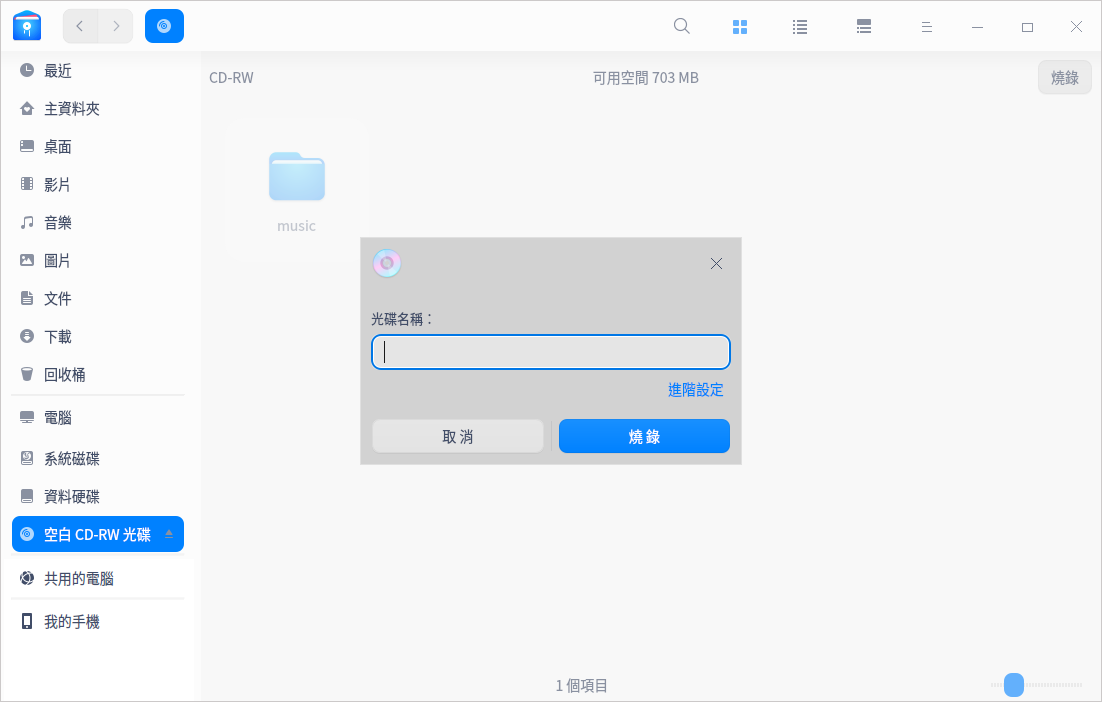 最近
主資料夾
桌面
影片
音樂
圖片
文件
下載
回收桶
電腦
系統磁碟
資料硬碟
空白 CD-RW 光碟
共用的電腦
我的手機
CD-RW
可用空間 703 MB
燒錄
music
光碟名稱：
進階設定
取 消
燒 錄
1 個項目